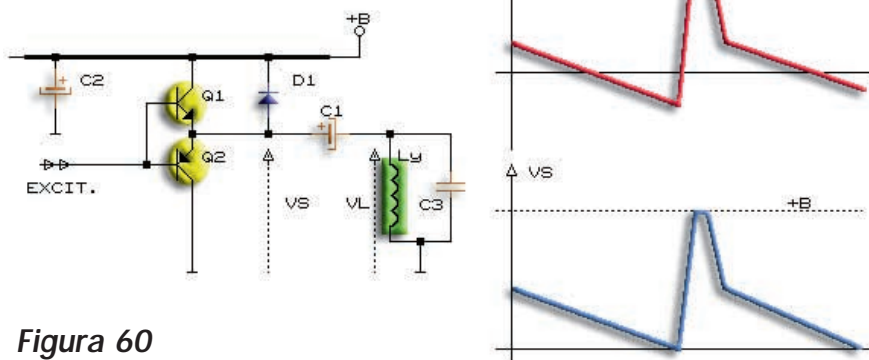 +B
C2
Q1
D1
C1
Q2
Ly
EXCIT.
VS
VL
C3
VS
+B
Figura 60